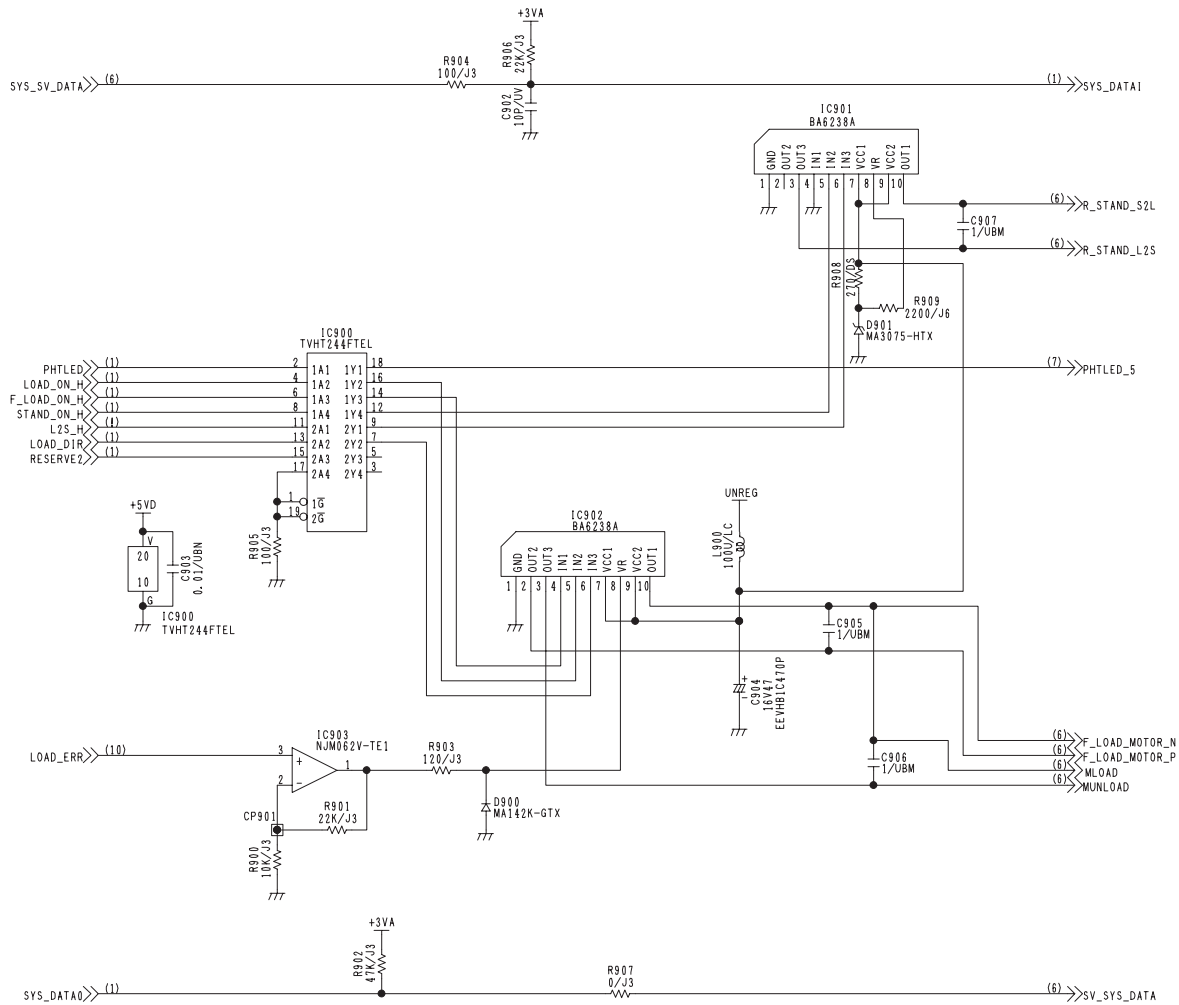 +3VA
R906
22K/J3
R904
100/J3
SYS_SV_DATA (6)
(1) SYS_DATAI
C902
10P/UV
IC901
BA6238A
GND OUT2 OUT3 IN1 IN2 IN3 VCC1 VR VCC2 OUT1
1 2 3 4 5 6 7 8 9 10
(6) R_STAND_S2L
C907
1/UBM
(6) R_STAND_L2S
R908
270/DS
R909
2200/J6
D901
MA3075-HTX
IC900
TVHT244FTEL
PHTLED (1) 2 1A1 1Y1 18
(7) PHTLED_5
LOAD_ON_H (1) 4 1A2 1Y2 16
F_LOAD_ON_H (1) 6 1A3 1Y3 14
STAND_ON_H (1) 8 1A4 1Y4 12
L2S_H 11 2A1 2Y1 9
LOAD_DIR (1) 13 2A2 2Y2 7
RESERVE2 (1) 15 2A3 2Y3 5
17 2A4 2Y4 3
1 1G
19 2G
R905
100/J3
+5VD
V
20
10
G
C903
0.01/UBN
IC900
TVHT244FTEL
UNREG
L900
100U/LC
IC902
BA6238A
GND OUT2 OUT3 IN1 IN2 IN3 VCC1 VR VCC2 OUT1
1 2 3 4 5 6 7 8 9 10
C905
1/UBM
+
-
C904
16V47
EEVHB1C470P
IC903
NJM062V-TE1
LOAD_ERR (10) 3 + 1
2 -
R903
120/J3
C906
1/UBM
(6) F_LOAD_MOTOR_N
(6) F_LOAD_MOTOR_P
(6) MLOAD
(6) MUNLOAD
CP901
R901
22K/J3
D900
MA142K-GTX
R900
10K/J3
+3VA
R902
47K/J3
R907
0/J3
SYS_DATAO (1)
(6) SV_SYS_DATA